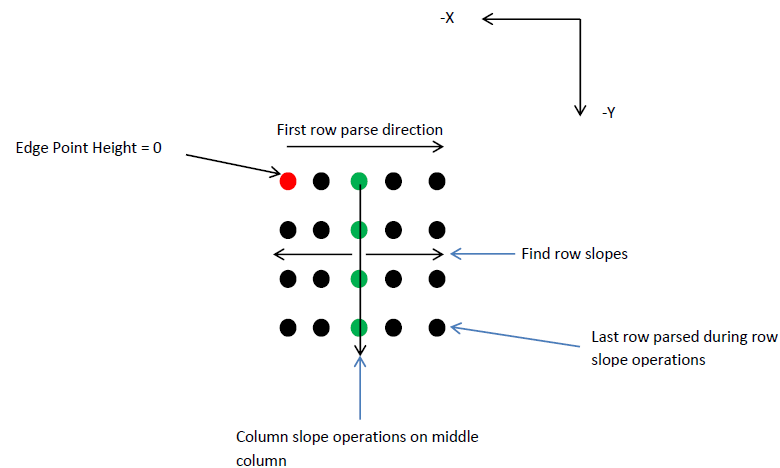 -X
-Y
First row parse direction
Edge Point Height = 0
Find row slopes
Last row parsed during row
slope operations
Column slope operations on middle
column